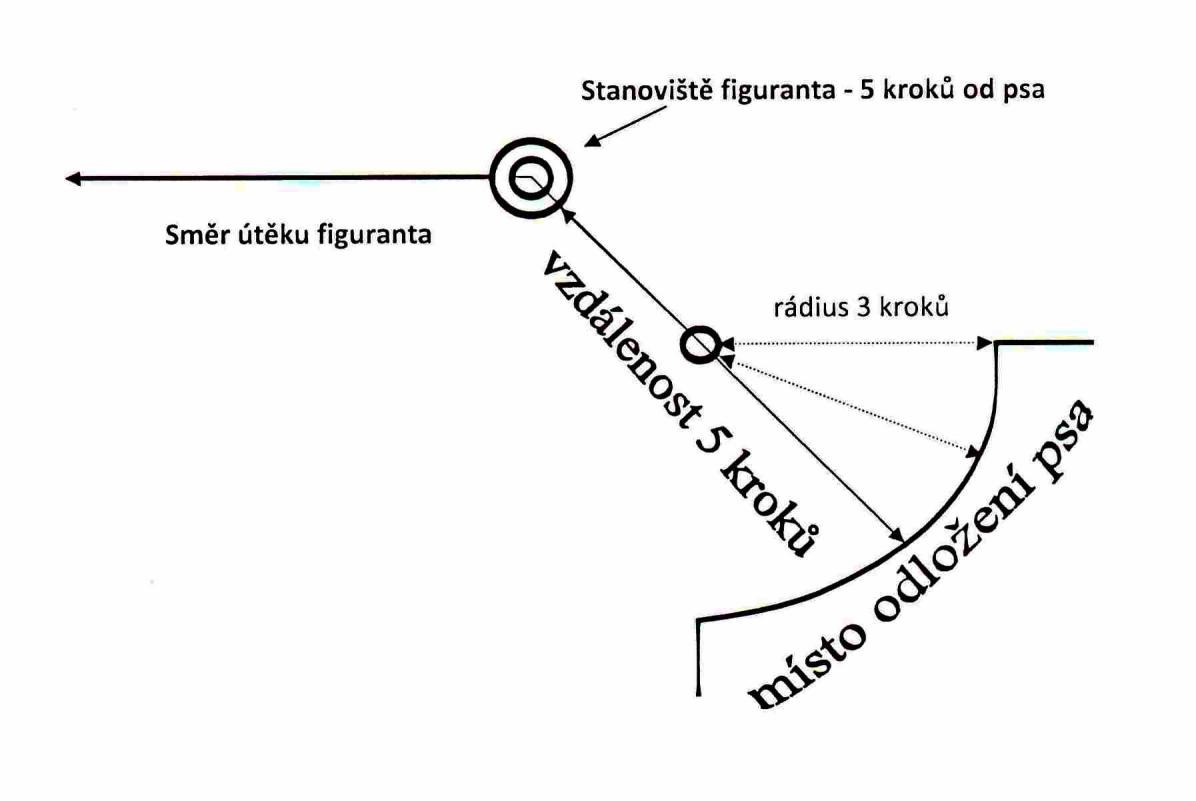 Stanoviště figuranta - 5 kroků od psa
Směr útěku figuranta
vzdálenost 5 kroků
rádius 3 kroků
místo odložení psa